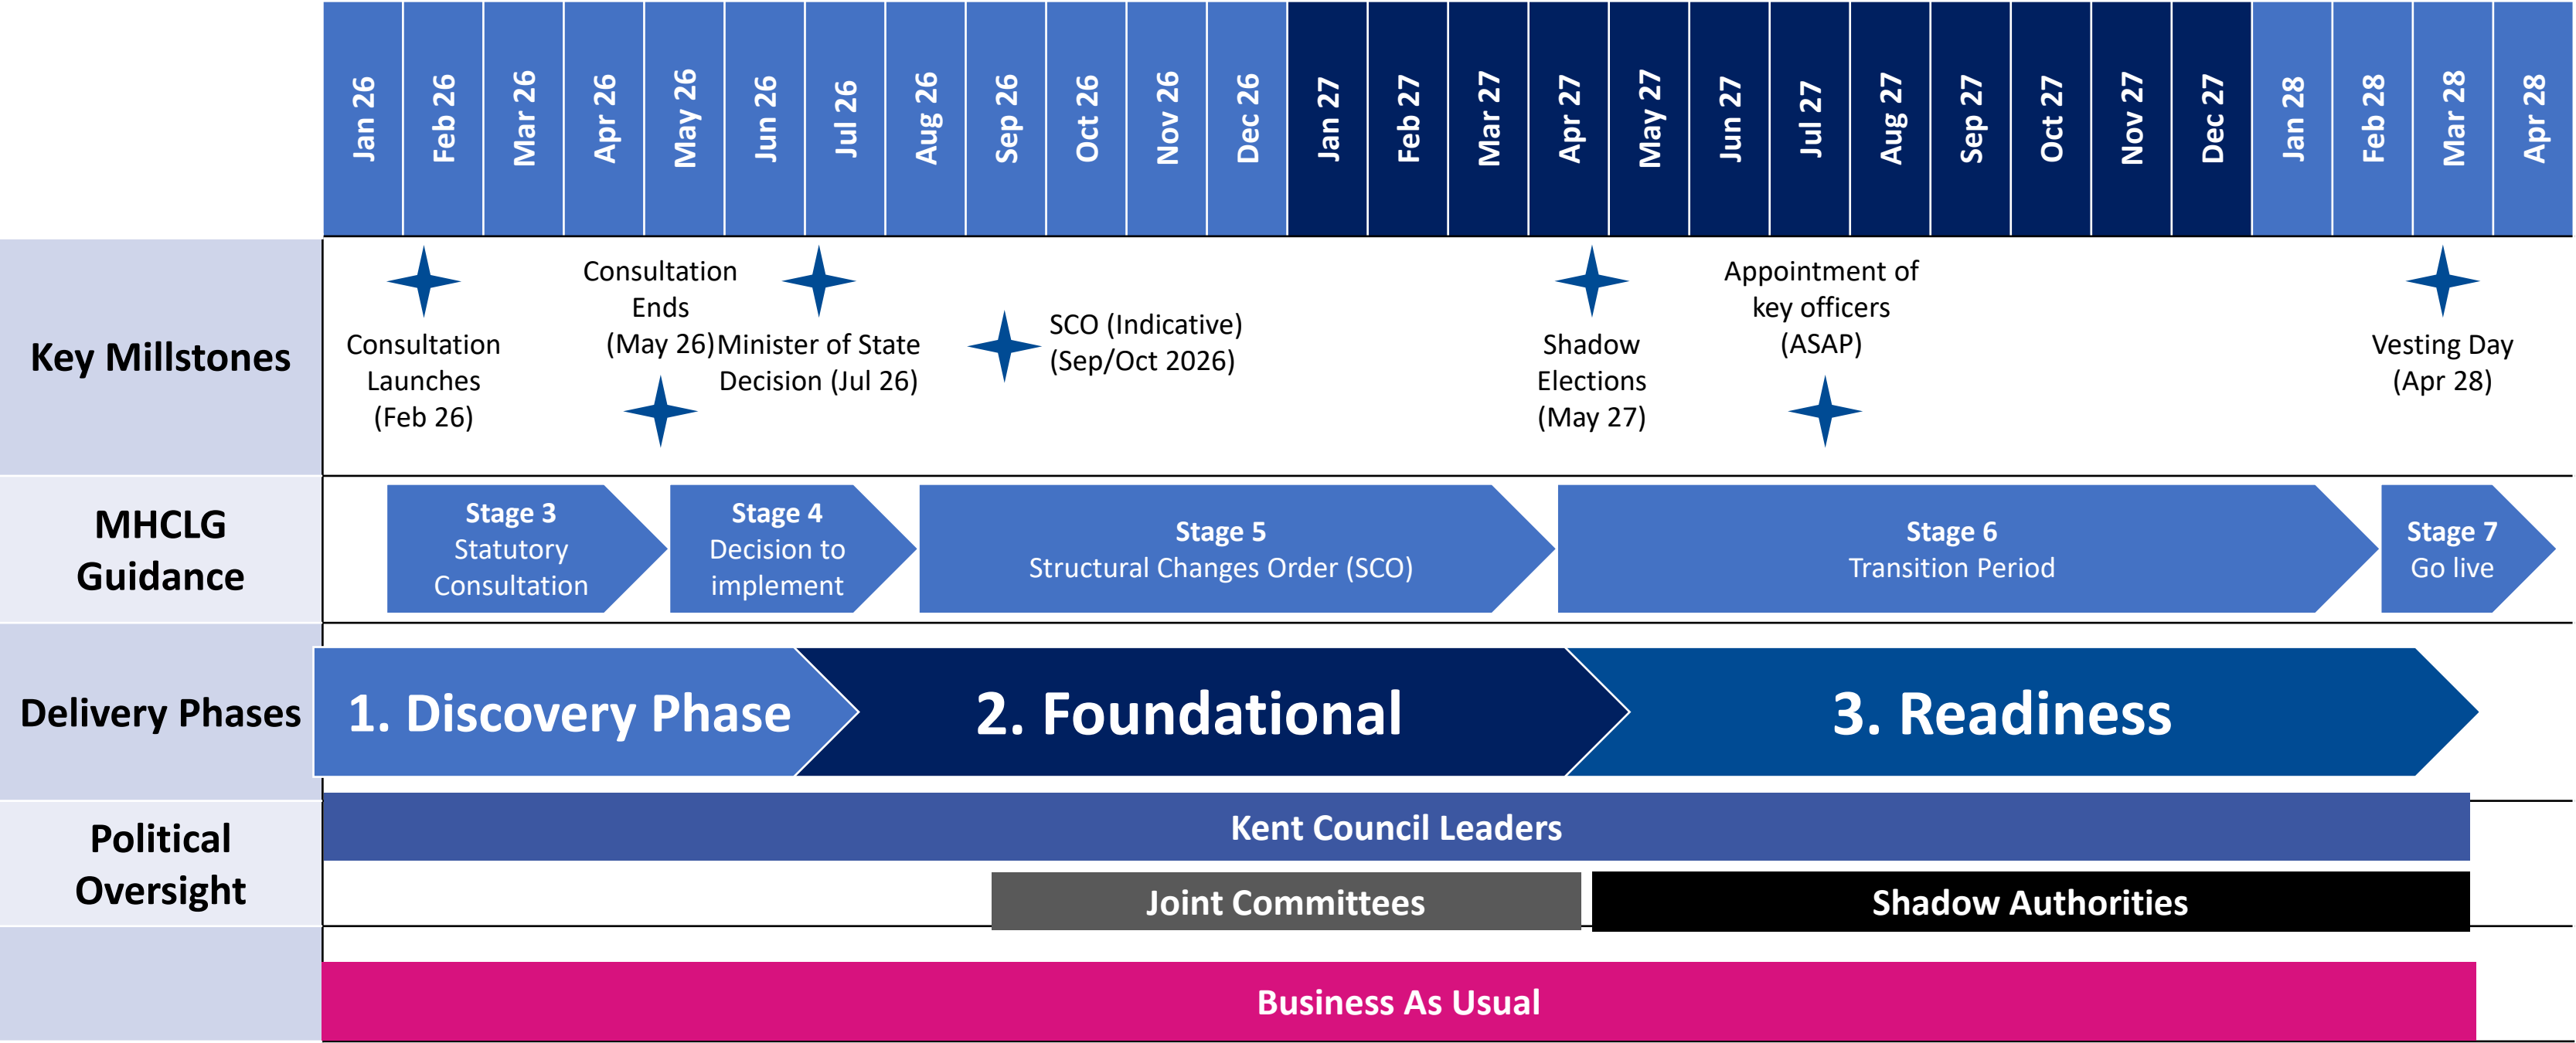 Jan 26
Feb 26
Mar 26
Apr 26
May 26
Jun 26
Jul 26
Aug 26
Sep 26
Oct 26
Nov 26
Dec 26
Jan 27
Feb 27
Mar 27
Apr 27
May 27
Jun 27
Jul 27
Aug 27
Sep 27
Oct 27
Nov 27
Dec 27
Jan 28
Feb 28
Mar 28
Apr 28
Key Millstones
Consultation
Launches
(Feb 26)
Consultation
Ends
(May 26)
Minister of State
Decision (Jul 26)
SCO (Indicative)
(Sep/Oct 2026)
Shadow
Elections
(May 27)
Appointment of
key officers
(ASAP)
Vesting Day
(Apr 28)
MHCLG
Guidance
Stage 3
Statutory
Consultation
Stage 4
Decision to
implement
Stage 5
Structural Changes Order (SCO)
Stage 6
Transition Period
Stage 7
Go live
Delivery Phases
1. Discovery Phase
2. Foundational
3. Readiness
Political
Oversight
Kent Council Leaders
Joint Committees
Shadow Authorities
Business As Usual